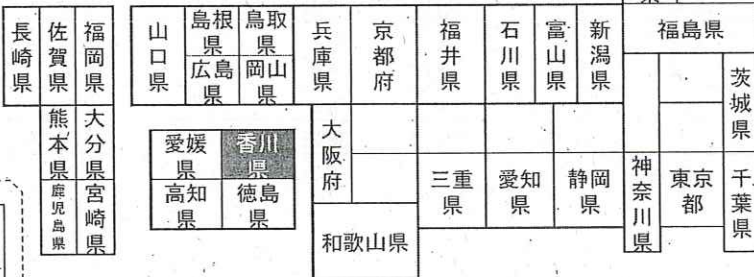 長崎県
佐賀県
福岡県
熊本県
大分県
鹿児島県
宮崎県
山口県
島根県
鳥取県
広島県
岡山県
愛媛県
香川県
高知県
徳島県
兵庫県
京都府
福井県
石川県
富山県
新潟県
福島県
茨城県
大阪府
三重県
愛知県
静岡県
神奈川県
東京都
千葉県
和歌山県